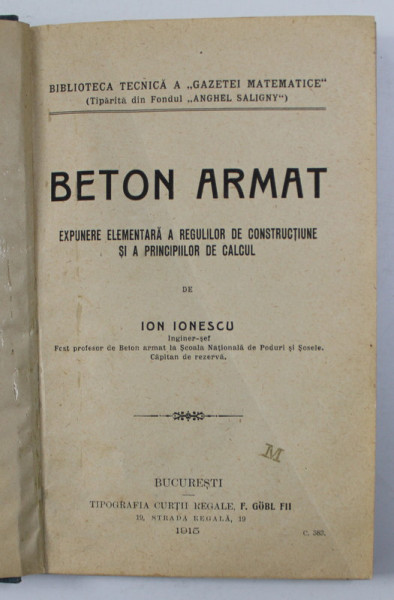 BIBLIOTECA TECNICĂ A „GAZETEI MATEMATICE"
(Tipărită din Fondul „ANGHEL SALIGNY")
BETON ARMAT
EXPUNERE ELEMENTARĂ A REGULILOR DE CONSTRUCȚIUNE
ȘI A PRINCIPIILOR DE CALCUL
DE
ION IONESCU
Inginer-șef
Fost profesor de Beton armat la Școala Națională de Poduri și Șosele.
Căpitan de rezervă.
M
BUCUREȘTI
TIPOGRAFIA CURȚII REGALE, F. GÖBL FII
19, STRADA REGALĂ, 19
1915
C. 382.